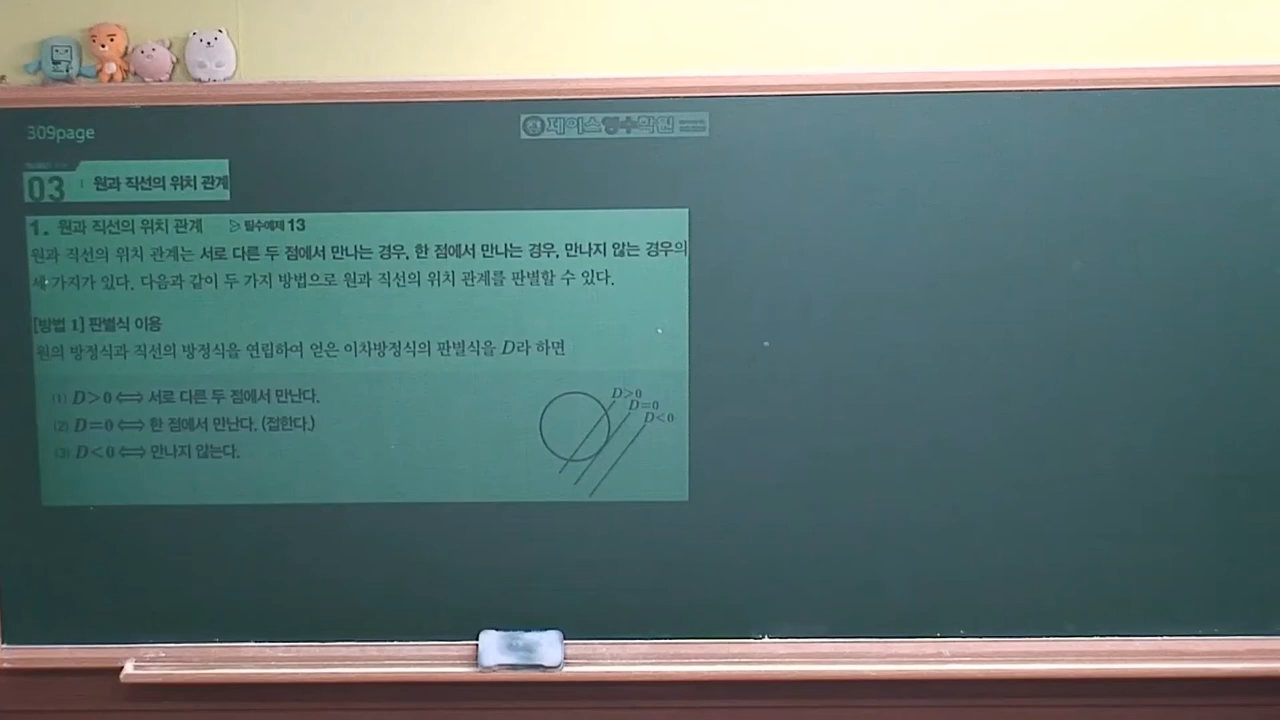 309page
제이스영수학원
03 원과 직선의 위치 관계
1. 원과 직선의 위치 관계 ▷ 필수예제 13
원과 직선의 위치 관계는 서로 다른 두 점에서 만나는 경우, 한 점에서 만나는 경우, 만나지 않는 경우의
세 가지가 있다. 다음과 같이 두 가지 방법으로 원과 직선의 위치 관계를 판별할 수 있다.
[방법 1] 판별식 이용
원의 방정식과 직선의 방정식을 연립하여 얻은 이차방정식의 판별식을 D라 하면
(1) D>0 ⟺ 서로 다른 두 점에서 만난다.
(2) D=0 ⟺ 한 점에서 만난다. (접한다.)
(3) D<0 ⟺ 만나지 않는다.
D>0
D=0
D<0